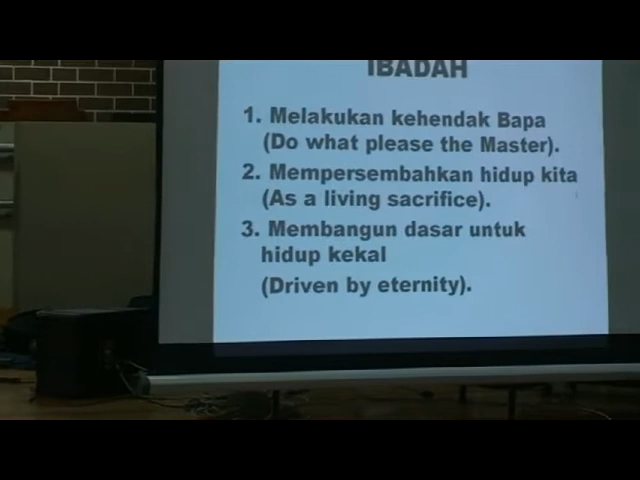 IBADAH
1. Melakukan kehendak Bapa
(Do what please the Master).
2. Mempersembahkan hidup kita
(As a living sacrifice).
3. Membangun dasar untuk
hidup kekal
(Driven by eternity).